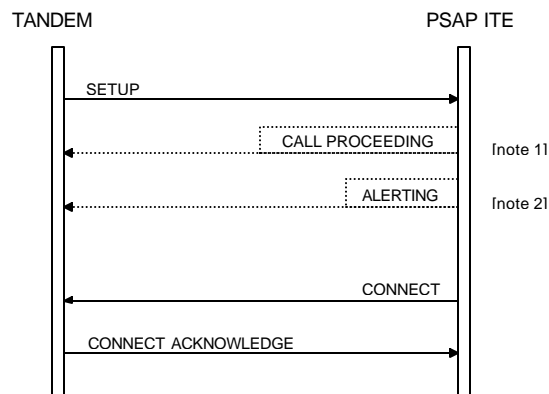 TANDEM
PSAP ITE
SETUP
CALL PROCEEDING
[note 1]
ALERTING
[note 2]
CONNECT
CONNECT ACKNOWLEDGE